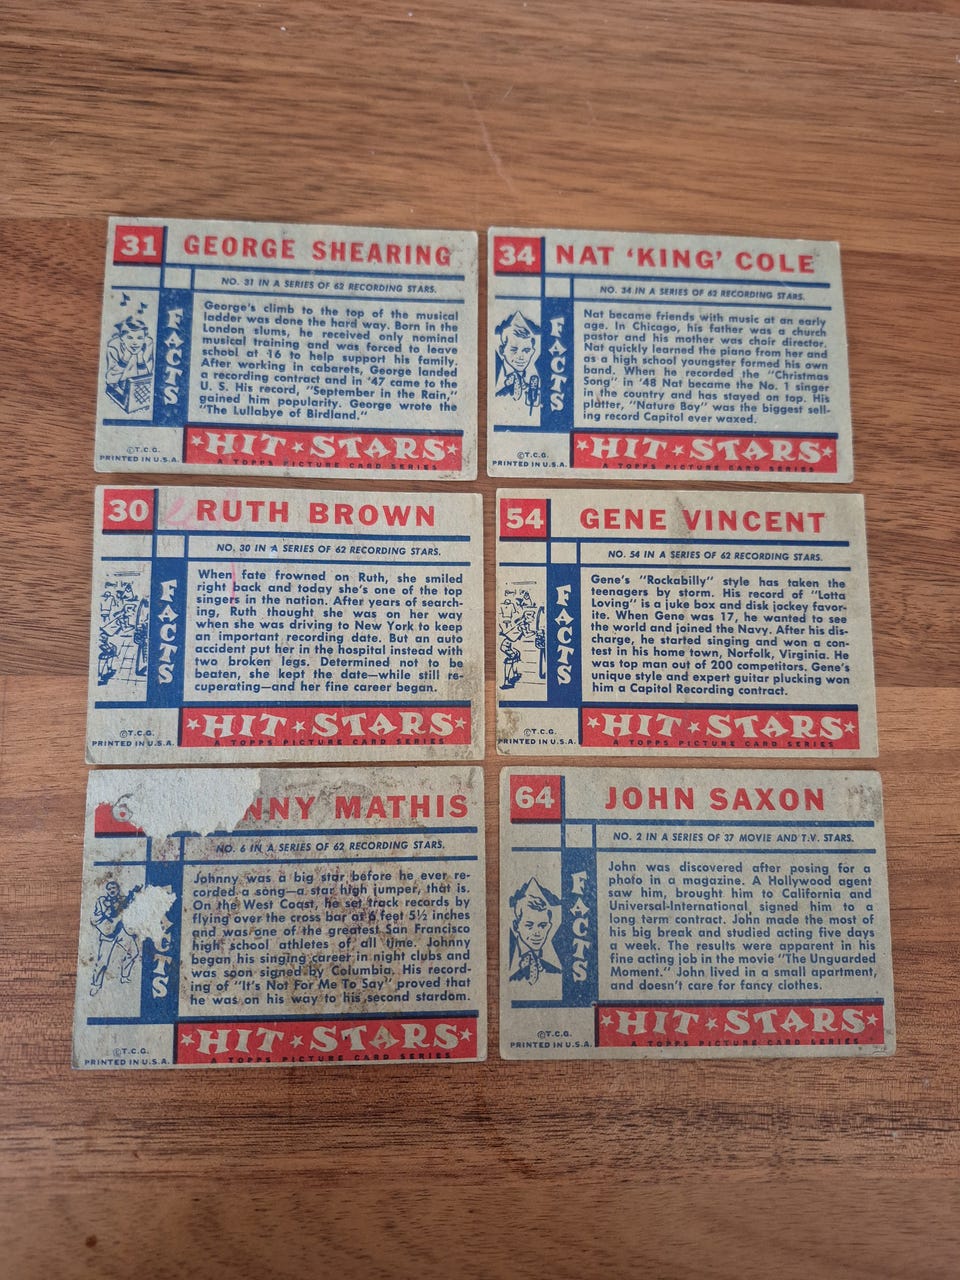 31
GEORGE SHEARING
NO. 31 IN A SERIES OF 62 RECORDING STARS.
FACTS
George's climb to the top of the musical
ladder was done the hard way. Born in the
London slums, he received only nominal
musical training and was forced to leave
school at 16 to help support his family.
After working in cabarets, George landed
a recording contract and in '47 came to the
U. S. His record, "September in the Rain,"
gained him popularity. George wrote the
"The Lullabye of Birdland."
©T.C.G.
PRINTED IN U.S.A.
HIT STARS
A TOPPS PICTURE CARD SERIES
34
NAT 'KING' COLE
NO. 34 IN A SERIES OF 62 RECORDING STARS.
FACTS
Nat became friends with music at an early
age. In Chicago, his father was a church
pastor and his mother was choir director.
Nat quickly learned the piano from her and
as a high school youngster formed his own
band. When he recorded the "Christmas
Song" in '48 Nat became the No. 1 singer
in the country and has stayed on top. His
platter, "Nature Boy" was the biggest sell-
ing record Capitol ever waxed.
©T.C.G.
PRINTED IN U.S.A.
HIT STARS
A TOPPS PICTURE CARD SERIES
30
RUTH BROWN
NO. 30 IN A SERIES OF 62 RECORDING STARS.
FACTS
When fate frowned on Ruth, she smiled
right back and today she's one of the top
singers in the nation. After years of search-
ing, Ruth thought she was on her way
when she was driving to New York to keep
an important recording date. But an auto
accident put her in the hospital instead with
two broken legs. Determined not to be
beaten, she kept the date—while still re-
cuperating—and her fine career began.
©T.C.G.
PRINTED IN U.S.A.
HIT STARS
A TOPPS PICTURE CARD SERIES
54
GENE VINCENT
NO. 54 IN A SERIES OF 62 RECORDING STARS.
FACTS
Gene's "Rockabilly" style has taken the
teenagers by storm. His record of "Lotta
Loving" is a juke box and disk jockey favor-
ite. When Gene was 17, he wanted to see
the world and joined the Navy. After his dis-
charge, he started singing and won a con-
test in his home town, Norfolk, Virginia. He
was top man out of 200 competitors. Gene's
unique style and expert guitar plucking won
him a Capitol Recording contract.
©T.C.G.
PRINTED IN U.S.A.
HIT STARS
A TOPPS PICTURE CARD SERIES
NNY MATHIS
NO. 6 IN A SERIES OF 62 RECORDING STARS.
CTS
Johnny was a big star before he ever re-
corded a song—a star high jumper, that is.
On the West Coast, he set track records by
flying over the cross bar at 6 feet 5½ inches
and was one of the greatest San Francisco
high school athletes of all time. Johnny
began his singing career in night clubs and
was soon signed by Columbia. His record-
ing of "It's Not For Me To Say" proved that
he was on his way to his second stardom.
©T.C.G.
PRINTED IN U.S.A.
HIT STARS
A TOPPS PICTURE CARD SERIES
64
JOHN SAXON
NO. 2 IN A SERIES OF 37 MOVIE AND T.V. STARS.
FACTS
John was discovered after posing for a
photo in a magazine. A Hollywood agent
saw him, brought him to California and
Universal-International signed him to a
long term contract. John made the most of
his big break and studied acting five days
a week. The results were apparent in his
fine acting job in the movie "The Unguarded
Moment." John lived in a small apartment,
and doesn't care for fancy clothes.
©T.C.G.
PRINTED IN U.S.A.
HIT STARS
A TOPPS PICTURE CARD SERIES